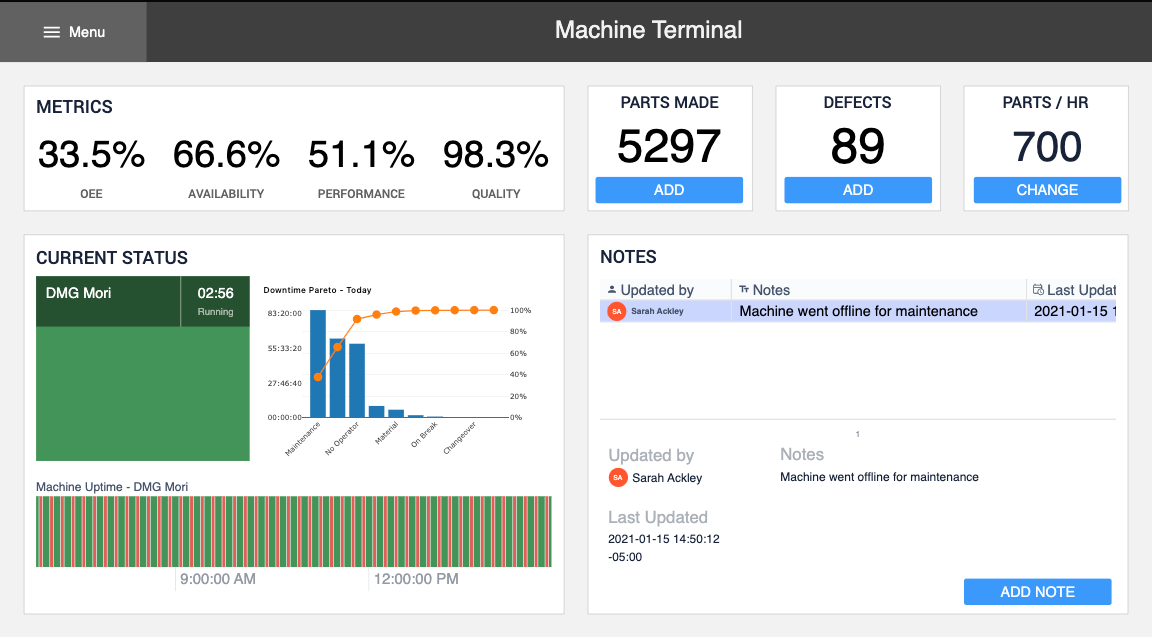 Menu
Machine Terminal
METRICS
33.5% 66.6% 51.1% 98.3%
OEE AVAILABILITY PERFORMANCE QUALITY
PARTS MADE
5297
ADD
DEFECTS
89
ADD
PARTS / HR
700
CHANGE
CURRENT STATUS
DMG Mori
02:56
Running
Downtime Pareto - Today
83:20:00
55:33:20
27:46:40
00:00:00
100%
80%
60%
40%
20%
0%
Maintenance
No Operator
Material
On Break
Changeover
Machine Uptime - DMG Mori
9:00:00 AM
12:00:00 PM
NOTES
Updated by Notes Last Updat
SA Sarah Ackley Machine went offline for maintenance 2021-01-15 1
1
Updated by
SA Sarah Ackley
Notes
Machine went offline for maintenance
Last Updated
2021-01-15 14:50:12
-05:00
ADD NOTE